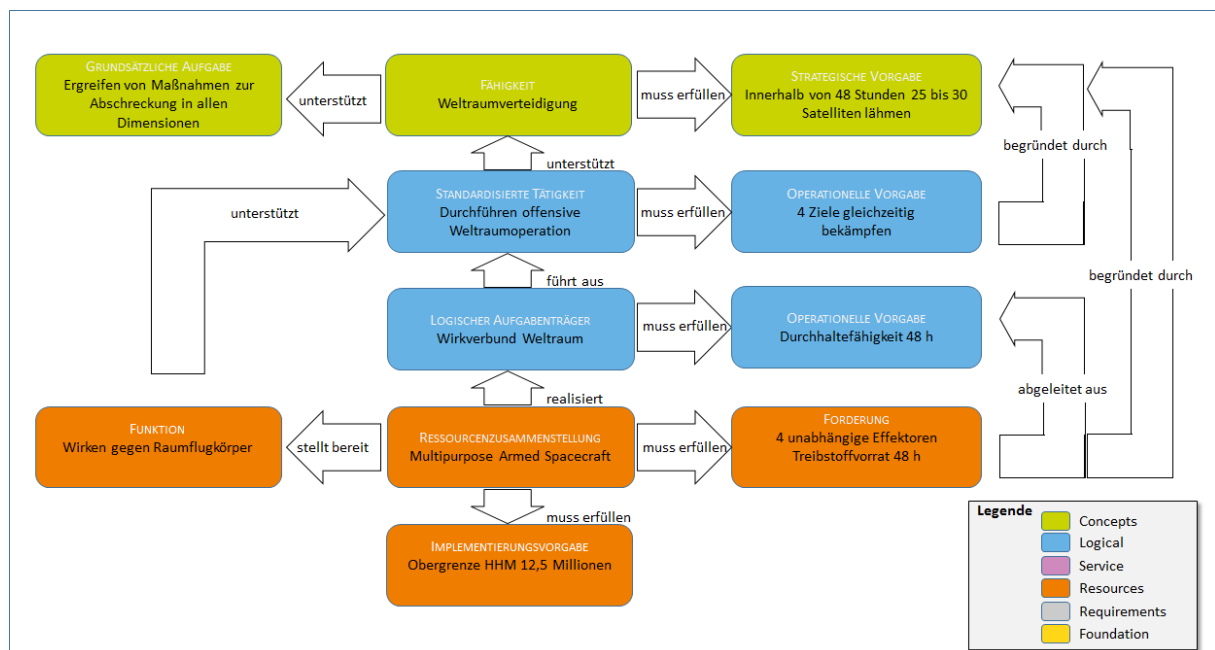 GRUNDSÄTZLICHE AUFGABE
Ergreifen von Maßnahmen zur
Abschreckung in allen
Dimensionen
unterstützt
FÄHIGKEIT
Weltraumverteidigung
muss erfüllen
STRATEGISCHE VORGABE
Innerhalb von 48 Stunden 25 bis 30
Satelliten lähmen
begründet durch
unterstützt
unterstützt
STANDARDISIERTE TÄTIGKEIT
Durchführen offensive
Weltraumoperation
muss erfüllen
OPERATIONELLE VORGABE
4 Ziele gleichzeitig
bekämpfen
begründet durch
führt aus
LOGISCHER AUFGABENTRÄGER
Wirkverbund Weltraum
muss erfüllen
OPERATIONELLE VORGABE
Durchhaltefähigkeit 48 h
abgeleitet aus
realisiert
FUNKTION
Wirken gegen Raumflugkörper
stellt bereit
RESSOURCENZUSAMMENSTELLUNG
Multipurpose Armed Spacecraft
muss erfüllen
FORDERUNG
4 unabhängige Effektoren
Treibstoffvorrat 48 h
muss erfüllen
IMPLEMENTIERUNGSVORGABE
Obergrenze HHM 12,5 Millionen
Legende
Concepts
Logical
Service
Resources
Requirements
Foundation